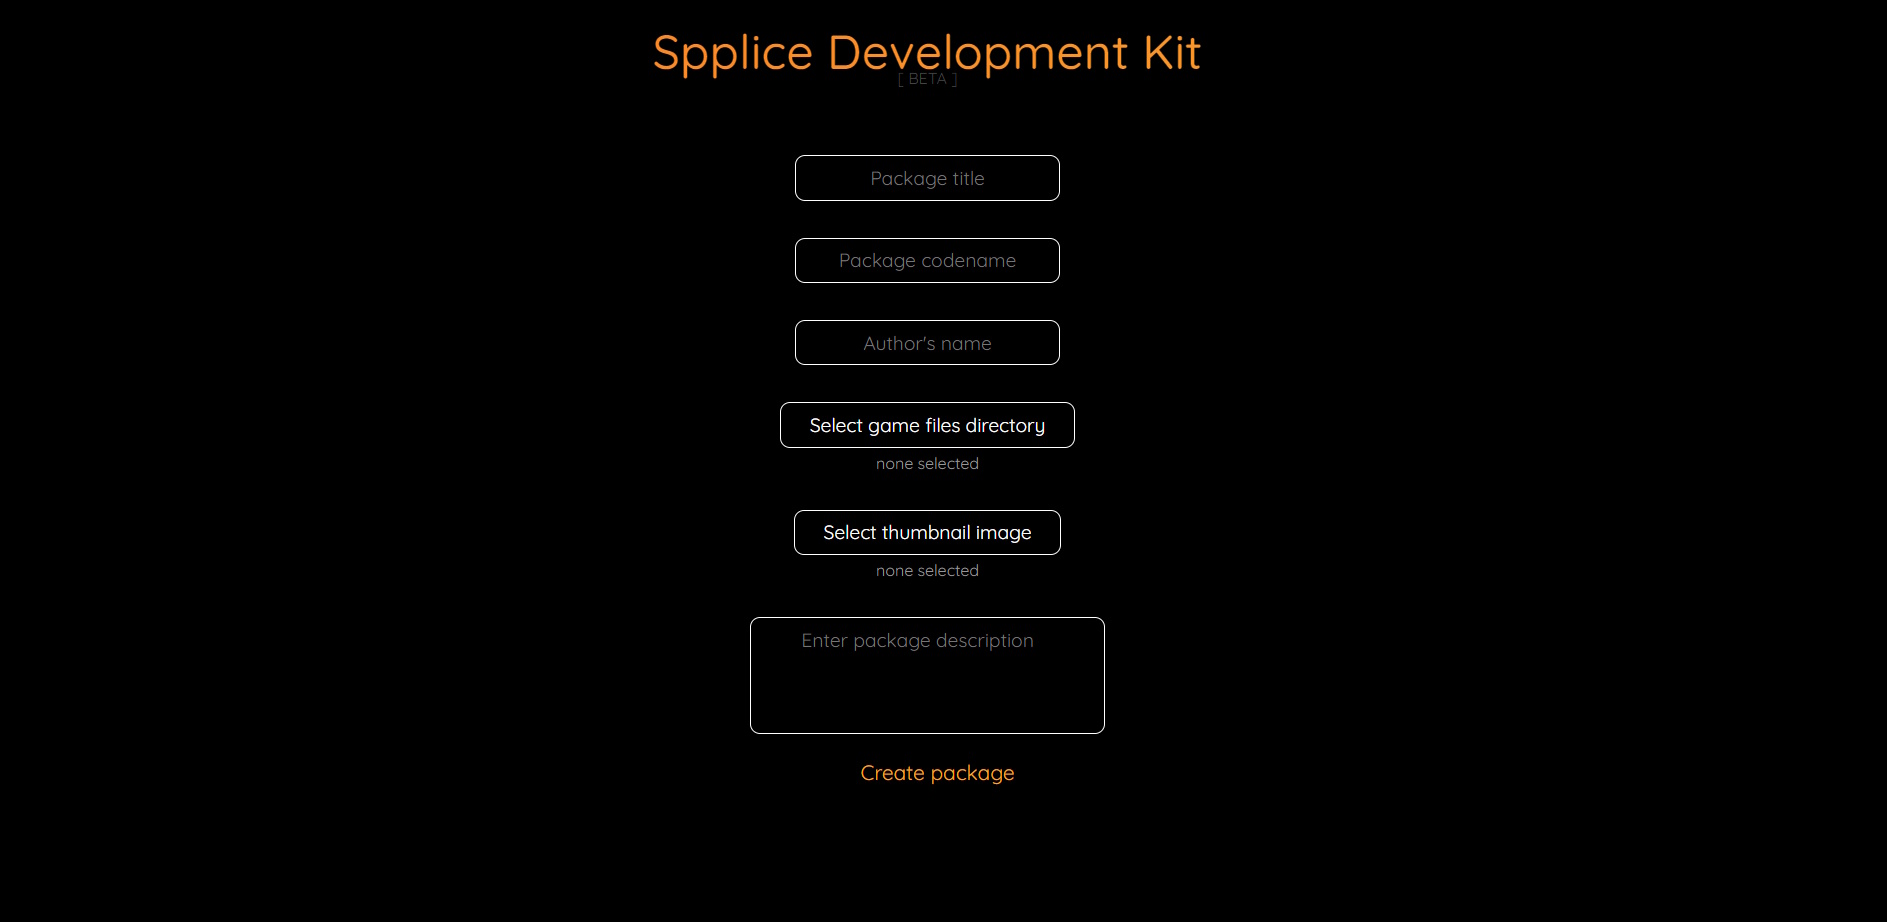 Spplice Development Kit
[ BETA ]
Package title
Package codename
Author's name
Select game files directory
none selected
Select thumbnail image
none selected
Enter package description
Create package